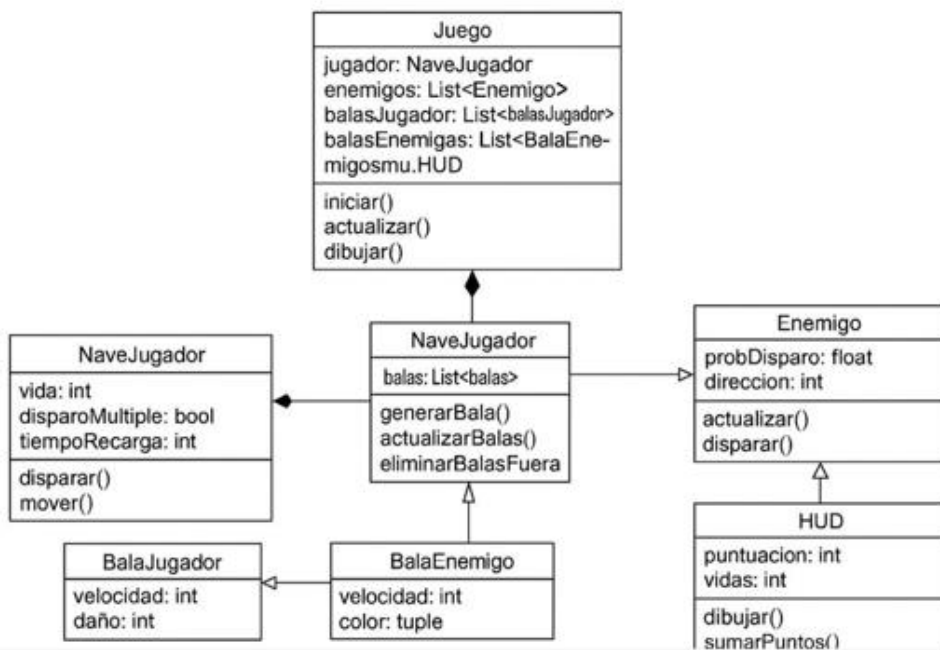 Juego
jugador: NaveJugador
enemigos: List<Enemigo>
balasJugador: List<balasJugador>
balasEnemigas: List<BalaEne-
migosmu.HUD
iniciar()
actualizar()
dibujar()
NaveJugador
vida: int
disparoMultiple: bool
tiempoRecarga: int
disparar()
mover()
NaveJugador
balas: List<balas>
generarBala()
actualizarBalas()
eliminarBalasFuera
Enemigo
probDisparo: float
direccion: int
actualizar()
disparar()
BalaJugador
velocidad: int
daño: int
BalaEnemigo
velocidad: int
color: tuple
HUD
puntuacion: int
vidas: int
dibujar()
sumarPuntos()